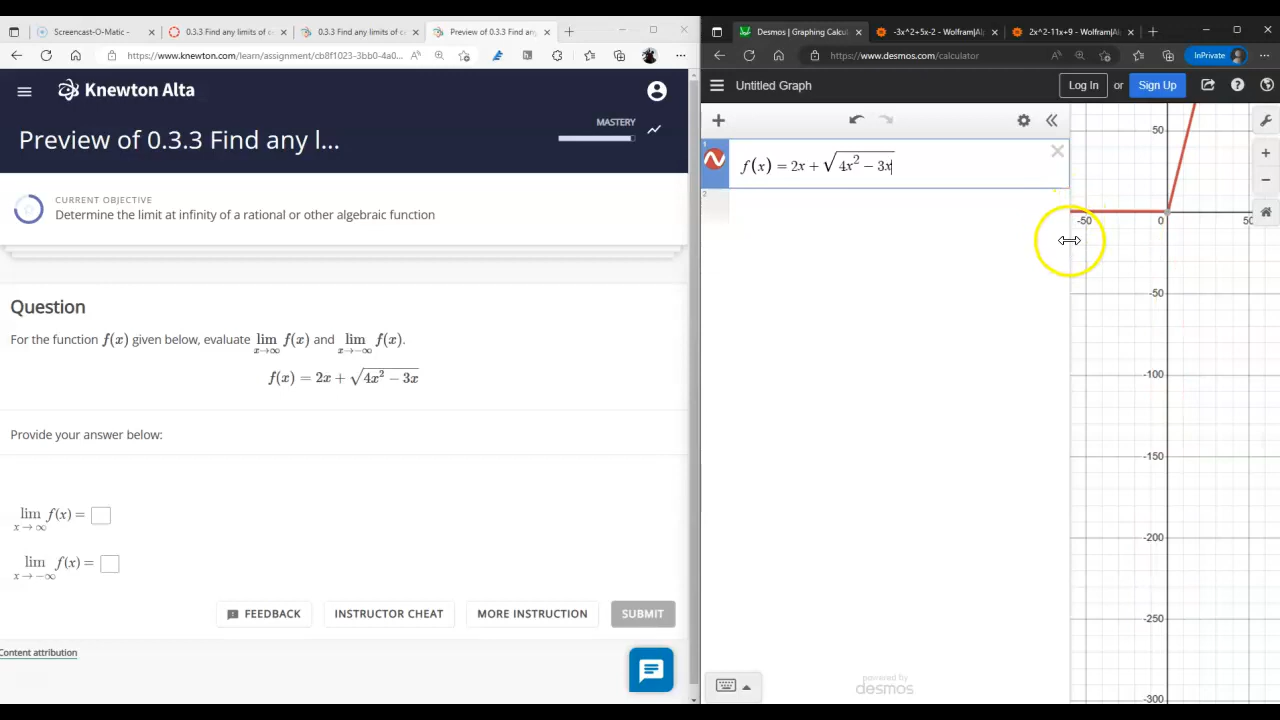 Screencast-O-Matic -
0.3.3 Find any limits of c
0.3.3 Find any limits of c
Preview of 0.3.3 Find any
Desmos | Graphing Calcul
-3x^2+5x-2 - Wolfram|Al
2x^2-11x+9 - Wolfram|Al
https://www.knewton.com/learn/assignment/cb8f1023-3bb0-4a0...
https://www.desmos.com/calculator
InPrivate
Knewton Alta
Preview of 0.3.3 Find any l...
MASTERY
CURRENT OBJECTIVE
Determine the limit at infinity of a rational or other algebraic function
Question
For the function f(x) given below, evaluate lim x→∞ f(x) and lim x→−∞ f(x).
f(x) = 2x + √(4x² − 3x)
Provide your answer below:
lim x→∞ f(x) =
lim x→−∞ f(x) =
FEEDBACK
INSTRUCTOR CHEAT
MORE INSTRUCTION
SUBMIT
Content attribution
Untitled Graph
Log In
or
Sign Up
1
f(x) = 2x + √(4x² − 3x)
2
powered by
desmos
50
-50
0
50
-50
-100
-150
-200
-250
-300